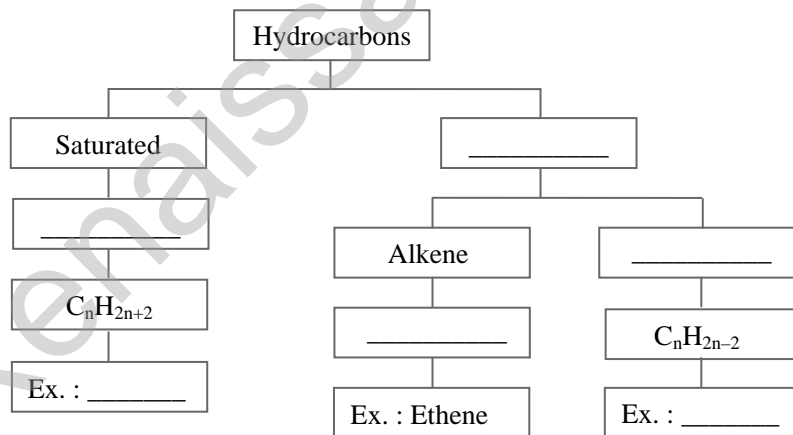 Hydrocarbons
Saturated
__________
__________
Alkene
__________
CₙH₂ₙ₊₂
__________
CₙH₂ₙ₋₂
Ex. : _______
Ex. : Ethene
Ex. : _______